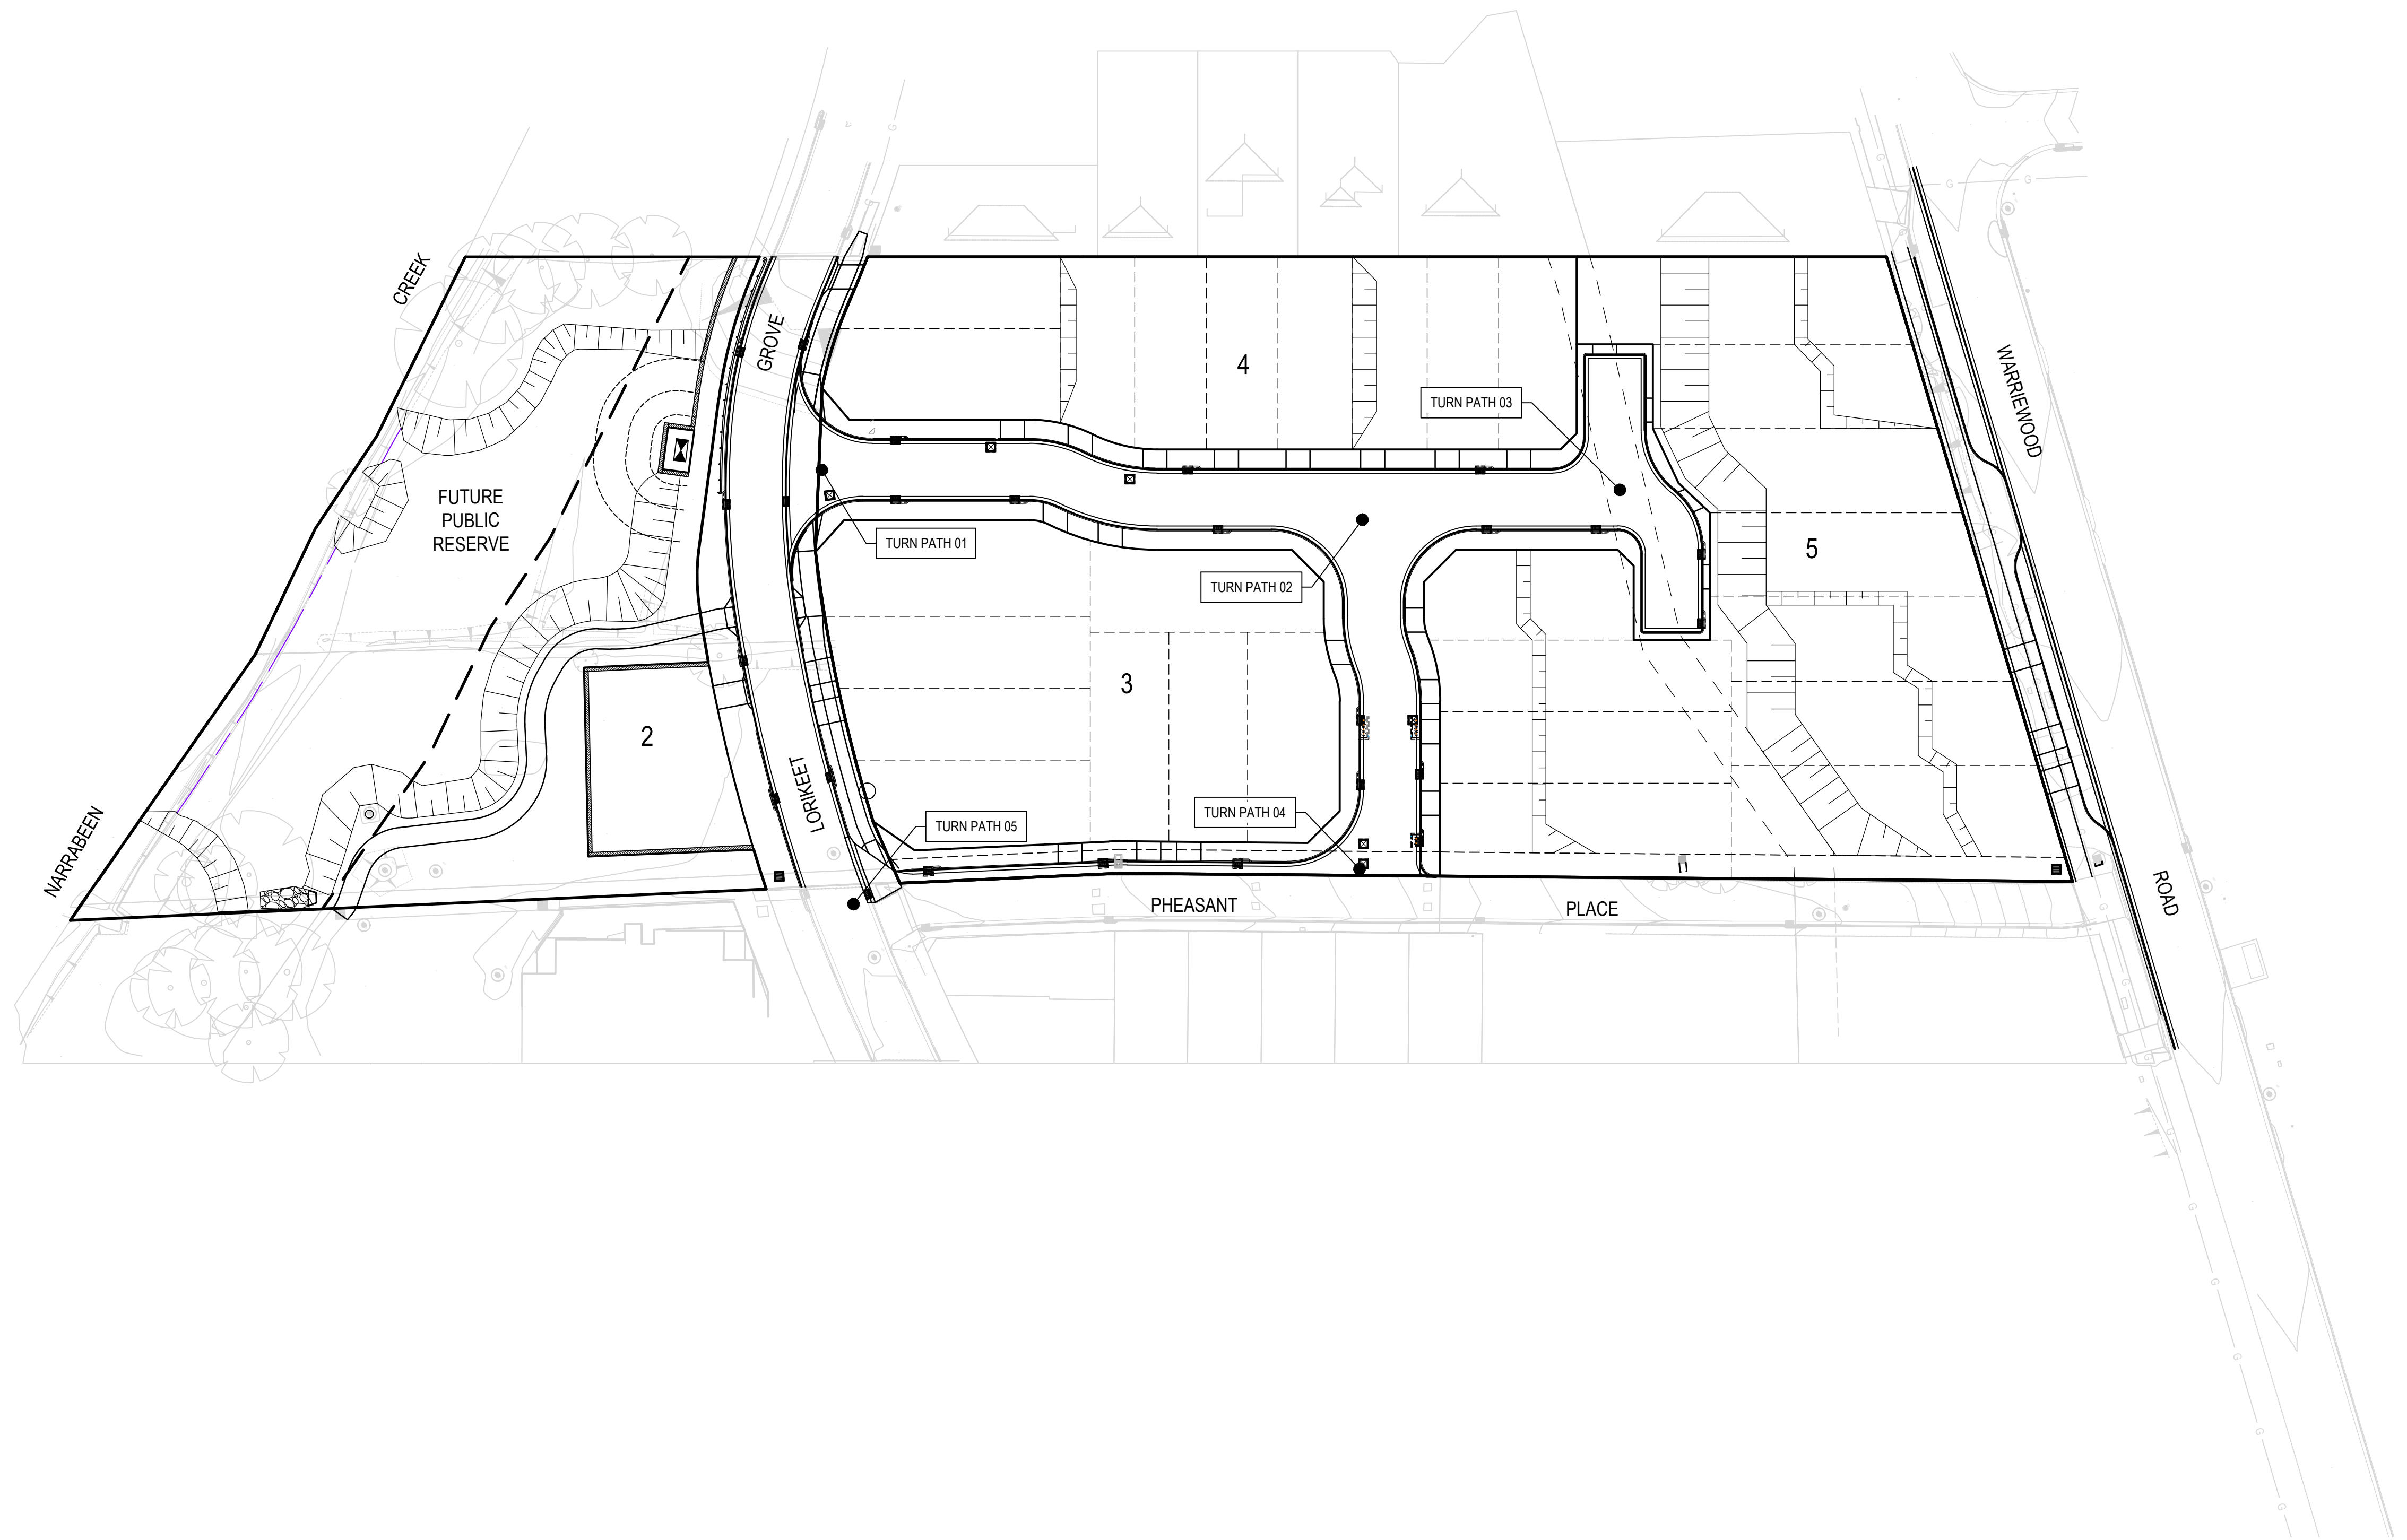 CREEK
GROVE
4
WARRIEWOOD
TURN PATH 03
FUTURE
PUBLIC
RESERVE
TURN PATH 01
5
TURN PATH 02
3
2
LORRIKEET
NARRABEEN
TURN PATH 05
TURN PATH 04
PHEASANT
PLACE
ROAD
G
G
G
G
G
G
G
G
G
G
G
G